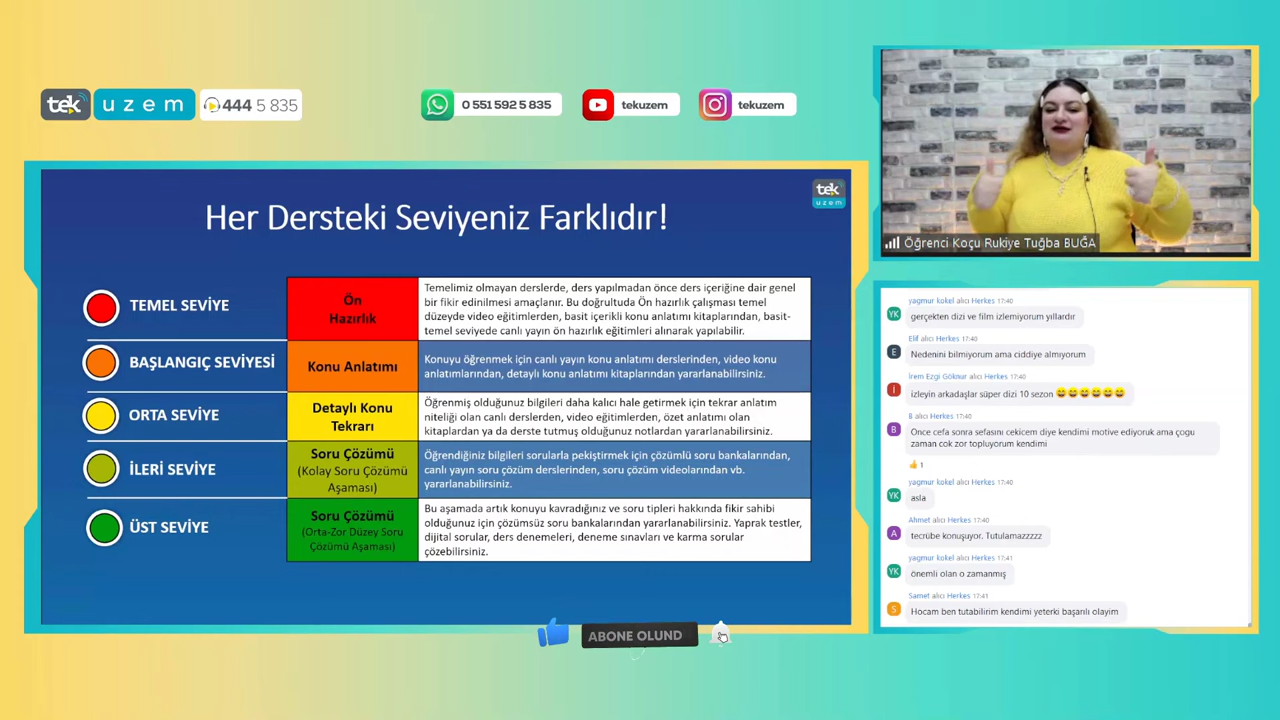 tek uzem 444 5 835
0 551 592 5 835
tekuzem
tekuzem
tek
uzem
Her Dersteki Seviyeniz Farklıdır!
TEMEL SEVİYE
Ön
Hazırlık
Temelimiz olmayan derslerde, ders yapılmadan önce ders içeriğine dair genel
bir fikir edinilmesi amaçlanır. Bu doğrultuda Ön hazırlık çalışması temel
düzeyde video eğitimlerden, basit içerikli konu anlatımı kitaplarından, basit-
temel seviyede canlı yayın ön hazırlık eğitimleri alınarak yapılabilir.
BAŞLANGIÇ SEVİYESİ
Konu Anlatımı
Konuyu öğrenmek için canlı yayın konu anlatımı derslerinden, video konu
anlatımlarından, detaylı konu anlatımı kitaplarından yararlanabilirsiniz.
ORTA SEVİYE
Detaylı Konu
Tekrarı
Öğrenmiş olduğunuz bilgileri daha kalıcı hale getirmek için tekrar anlatım
niteliği olan canlı derslerden, video eğitimlerden, özet anlatımı olan
kitaplardan ya da derste tutmuş olduğunuz notlardan yararlanabilirsiniz.
İLERİ SEVİYE
Soru Çözümü
(Kolay Soru Çözümü
Aşaması)
Öğrendiğiniz bilgileri sorularla pekiştirmek için çözümlü soru bankalarından,
canlı yayın soru çözüm derslerinden, soru çözüm videolarından vb.
yararlanabilirsiniz.
ÜST SEVİYE
Soru Çözümü
(Orta-Zor Düzey Soru
Çözümü Aşaması)
Bu aşamada artık konuyu kavradığınız ve soru tipleri hakkında fikir sahibi
olduğunuz için çözümsüz soru bankalarından yararlanabilirsiniz. Yaprak testler,
dijital sorular, ders denemeleri, deneme sınavları ve karma sorular
çözebilirsiniz.
ABONE OLUND
Öğrenci Koçu Rukiye Tuğba BUĞA
yagmur kokel alıcı Herkes 17:40
YK
gerçekten dizi ve film izlemiyorum yıllardır
Elif alıcı Herkes 17:40
E
Nedenini bilmiyorum ama ciddiye almıyorum
İrem Ezgi Göknur alıcı Herkes 17:40
I
izleyin arkadaşlar süper dizi 10 sezon 😄😄😄😄😄😄
B alıcı Herkes 17:40
B
Once cefa sonra sefasını cekicem diye kendimi motive ediyoruk ama çogu
zaman cok zor topluyorum kendimi
👍 1
yagmur kokel alıcı Herkes 17:40
YK
asla
Ahmet alıcı Herkes 17:40
A
tecrübe konuşuyor. Tutulamazzzzz
yagmur kokel alıcı Herkes 17:41
YK
önemli olan o zamanmış
Samet alıcı Herkes 17:41
S
Hocam ben tutabilirim kendimi yeterki başarılı olayim